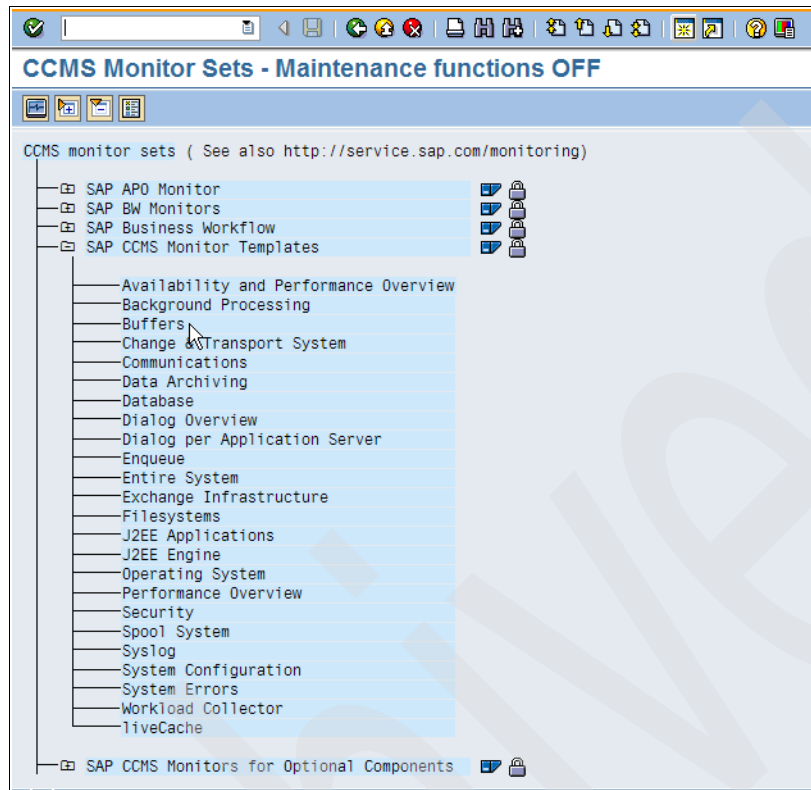 CCMS Monitor Sets - Maintenance functions OFF
CCMS monitor sets ( See also http://service.sap.com/monitoring)
SAP APO Monitor
SAP BW Monitors
SAP Business Workflow
SAP CCMS Monitor Templates
Availability and Performance Overview
Background Processing
Buffers
Change & Transport System
Communications
Data Archiving
Database
Dialog Overview
Dialog per Application Server
Enqueue
Entire System
Exchange Infrastructure
Filesystems
J2EE Applications
J2EE Engine
Operating System
Performance Overview
Security
Spool System
Syslog
System Configuration
System Errors
Workload Collector
liveCache
SAP CCMS Monitors for Optional Components